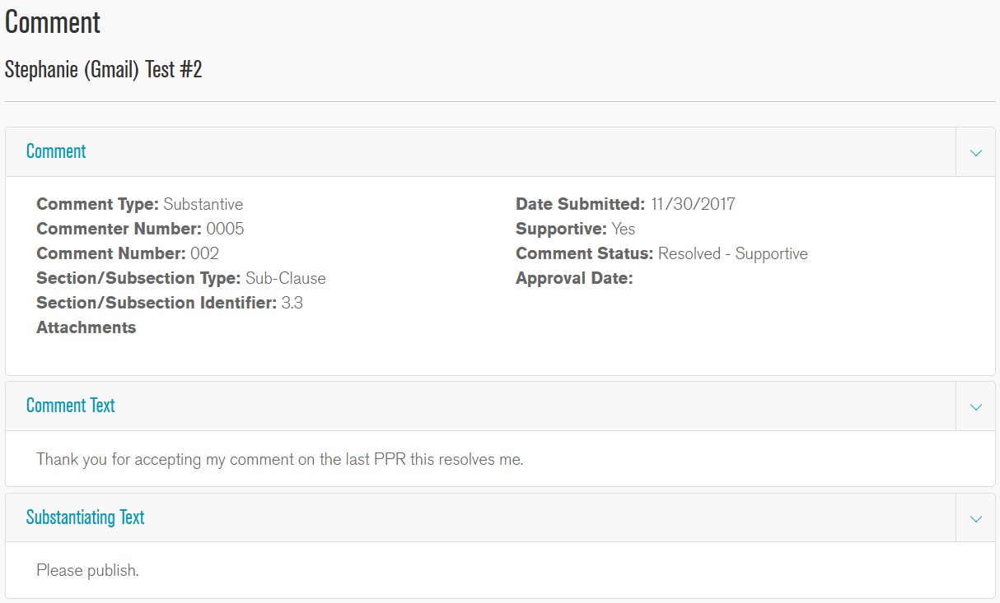 Comment
Stephanie (Gmail) Test #2
Comment
Comment Type: Substantive
Commenter Number: 0005
Comment Number: 002
Section/Subsection Type: Sub-Clause
Section/Subsection Identifier: 3.3
Attachments
Date Submitted: 11/30/2017
Supportive: Yes
Comment Status: Resolved - Supportive
Approval Date:
Comment Text
Thank you for accepting my comment on the last PPR this resolves me.
Substantiating Text
Please publish.